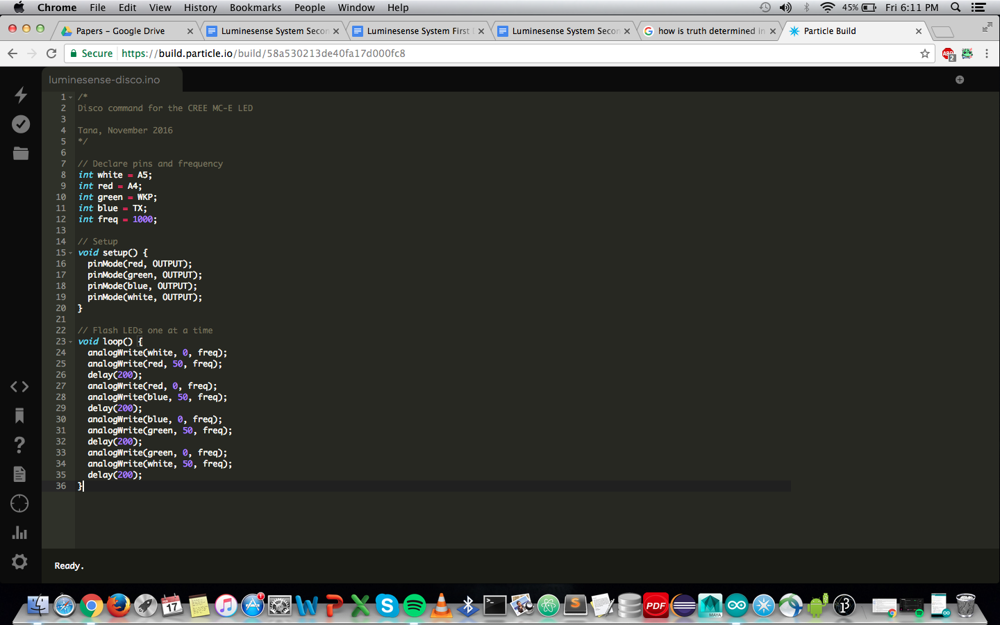 Chrome File Edit View History Bookmarks People Window Help 45% Fri 6:11 PM
Papers – Google Drive Luminesense System Secon Luminesense System First Luminesense System Secon how is truth determined in Particle Build
Secure https://build.particle.io/build/58a530213de40fa17d000fc8 ABP 2
luminesense-disco.ino
1 /*
2 Disco command for the CREE MC-E LED
3
4 Tana, November 2016
5 */
6
7 // Declare pins and frequency
8 int white = A5;
9 int red = A4;
10 int green = WKP;
11 int blue = TX;
12 int freq = 1000;
13
14 // Setup
15 void setup() {
16 pinMode(red, OUTPUT);
17 pinMode(green, OUTPUT);
18 pinMode(blue, OUTPUT);
19 pinMode(white, OUTPUT);
20 }
21
22 // Flash LEDs one at a time
23 void loop() {
24 analogWrite(white, 0, freq);
25 analogWrite(red, 50, freq);
26 delay(200);
27 analogWrite(red, 0, freq);
28 analogWrite(blue, 50, freq);
29 delay(200);
30 analogWrite(blue, 0, freq);
31 analogWrite(green, 50, freq);
32 delay(200);
33 analogWrite(green, 0, freq);
34 analogWrite(white, 50, freq);
35 delay(200);
36 }
Ready.
17 1 PDF MAYA